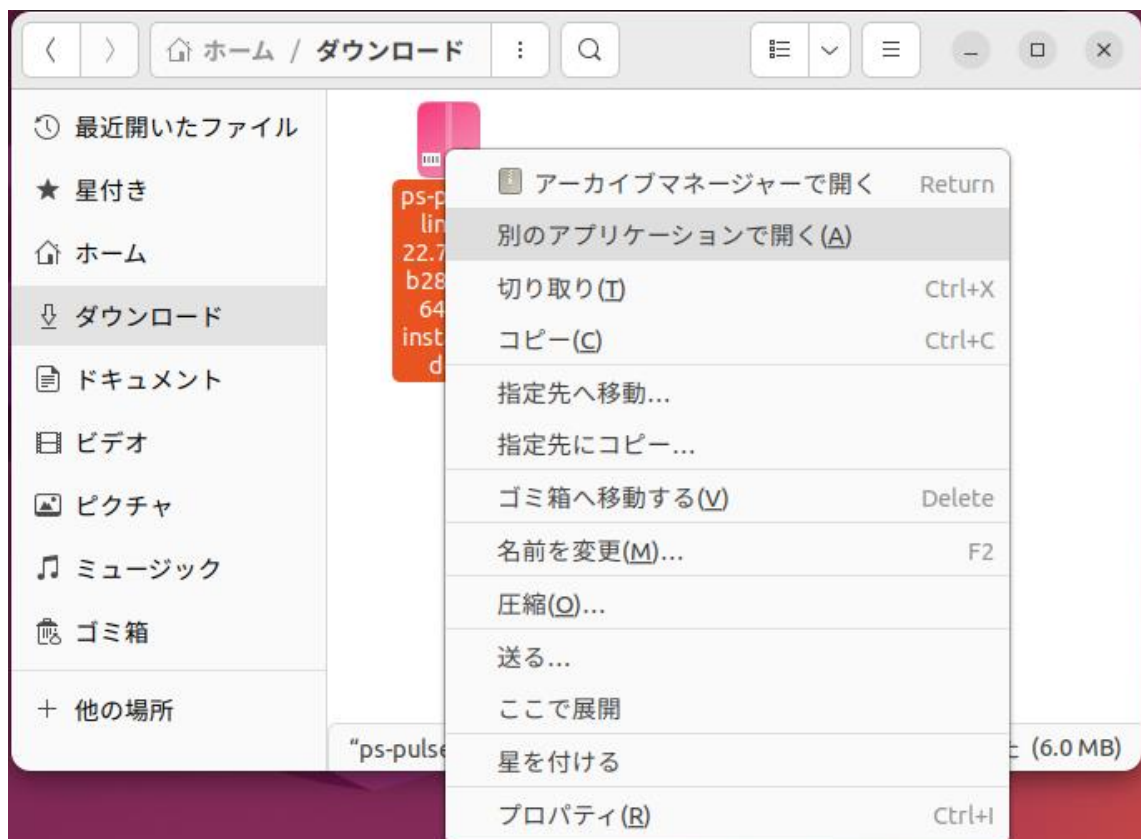 ホーム / ダウンロード
最近開いたファイル
星付き
ホーム
ダウンロード
ドキュメント
ビデオ
ピクチャ
ミュージック
ゴミ箱
+ 他の場所
ps-p
lin
22.7
b28
64
inst
d
アーカイブマネージャーで開く Return
別のアプリケーションで開く(A)
切り取り(T) Ctrl+X
コピー(C) Ctrl+C
指定先へ移動...
指定先にコピー...
ゴミ箱へ移動する(V) Delete
名前を変更(M)... F2
圧縮(O)...
送る...
ここで展開
星を付ける
プロパティ(R) Ctrl+I
“ps-pulse
(6.0 MB)